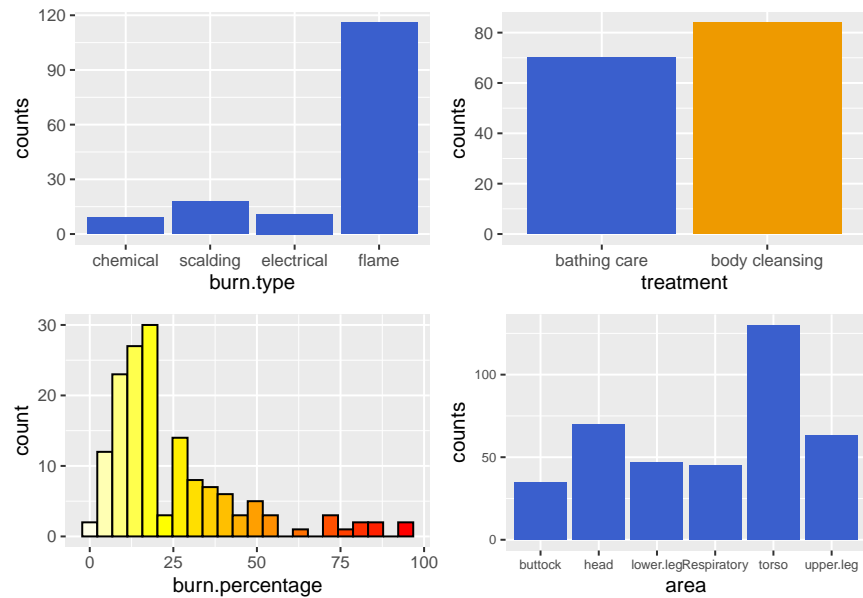 120
90
60
30
0
counts
chemical scalding electrical flame
burn.type
80
60
40
20
0
counts
bathing care body cleansing
treatment
30
20
10
0
count
0 25 50 75 100
burn.percentage
100
50
0
counts
buttock head lower.leg Respiratory torso upper.leg
area